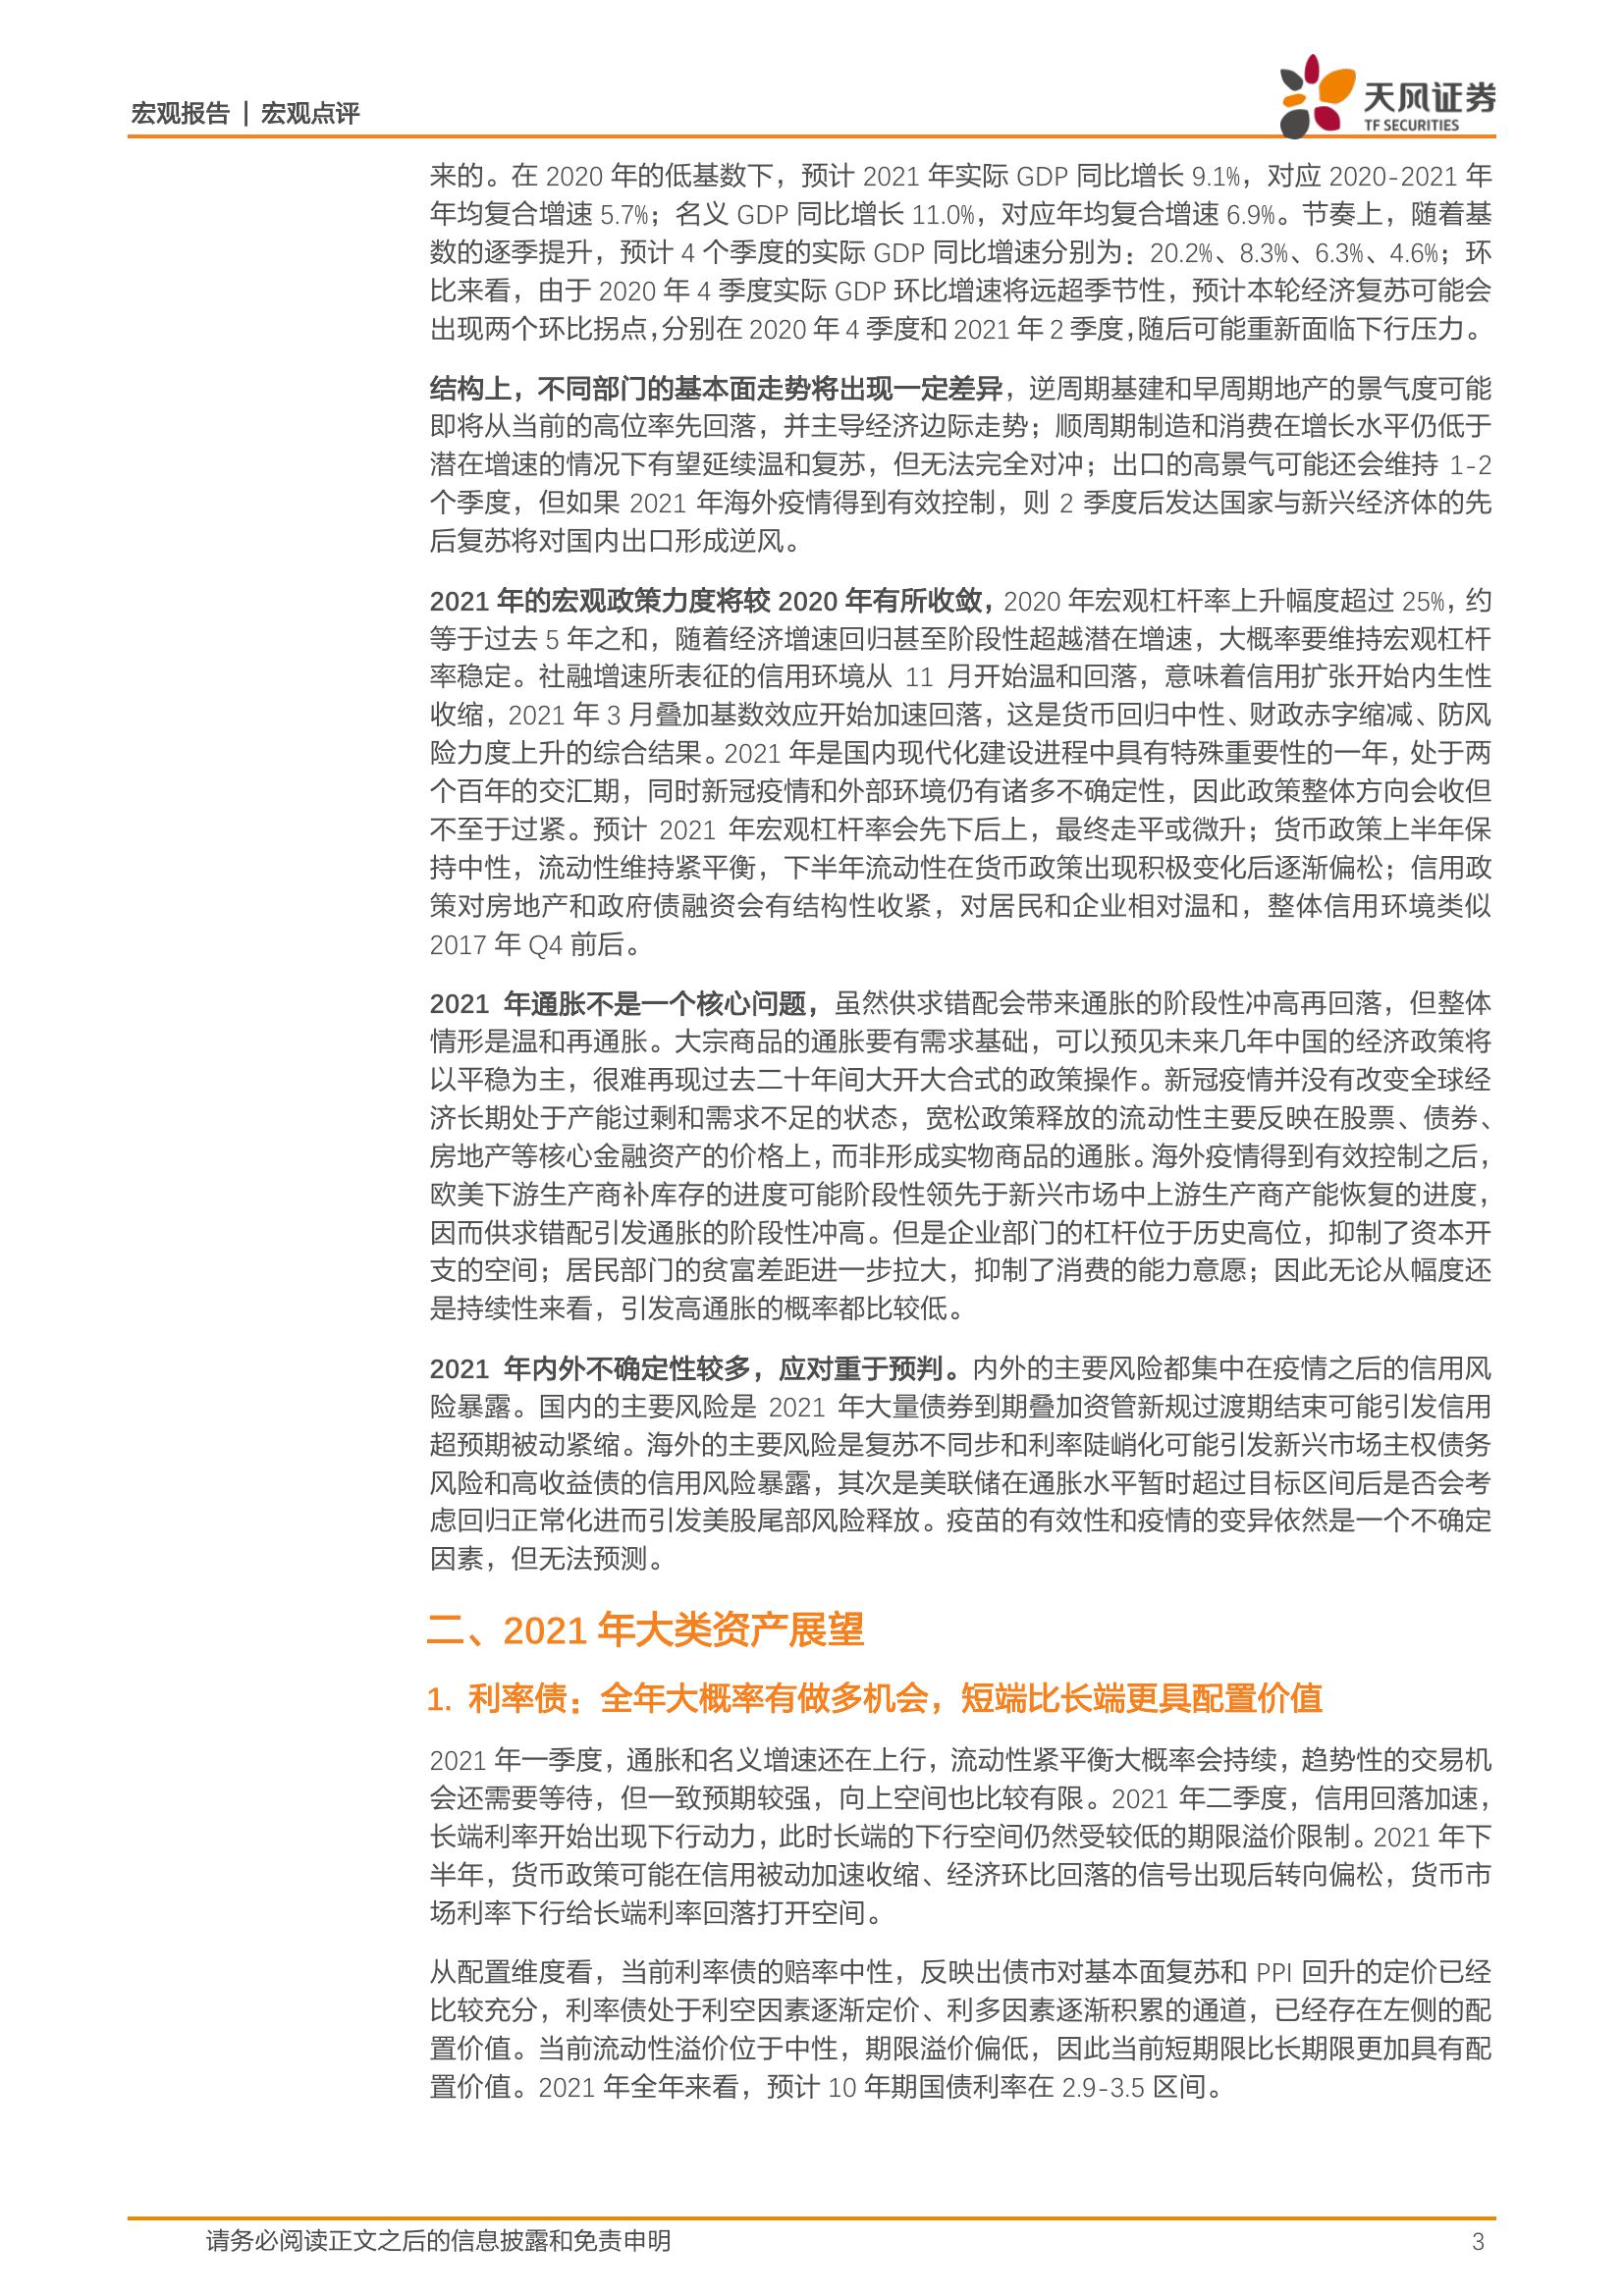 宏观报告 | 宏观点评
天风证券
TF SECURITIES
来的。在 2020 年的低基数下，预计 2021 年实际 GDP 同比增长 9.1%，对应 2020-2021 年
年均复合增速 5.7%；名义 GDP 同比增长 11.0%，对应年均复合增速 6.9%。节奏上，随着基
数的逐季提升，预计 4 个季度的实际 GDP 同比增速分别为：20.2%、8.3%、6.3%、4.6%；环
比来看，由于 2020 年 4 季度实际 GDP 环比增速将远超季节性，预计本轮经济复苏可能会
出现两个环比拐点，分别在 2020 年 4 季度和 2021 年 2 季度，随后可能重新面临下行压力。
结构上，不同部门的基本面走势将出现一定差异，逆周期基建和早周期地产的景气度可能
即将从当前的高位率先回落，并主导经济边际走势；顺周期制造和消费在增长水平仍低于
潜在增速的情况下有望延续温和复苏，但无法完全对冲；出口的高景气可能还会维持 1-2
个季度，但如果 2021 年海外疫情得到有效控制，则 2 季度后发达国家与新兴经济体的先
后复苏将对国内出口形成逆风。
2021 年的宏观政策力度将较 2020 年有所收敛，2020 年宏观杠杆率上升幅度超过 25%，约
等于过去 5 年之和，随着经济增速回归甚至阶段性超越潜在增速，大概率要维持宏观杠杆
率稳定。社融增速所表征的信用环境从 11 月开始温和回落，意味着信用扩张开始内生性
收缩，2021 年 3 月叠加基数效应开始加速回落，这是货币回归中性、财政赤字缩减、防风
险力度上升的综合结果。2021 年是国内现代化建设进程中具有特殊重要性的一年，处于两
个百年的交汇期，同时新冠疫情和外部环境仍有诸多不确定性，因此政策整体方向会收但
不至于过紧。预计 2021 年宏观杠杆率会先下后上，最终走平或微升；货币政策上半年保
持中性，流动性维持紧平衡，下半年流动性在货币政策出现积极变化后逐渐偏松；信用政
策对房地产和政府债融资会有结构性收紧，对居民和企业相对温和，整体信用环境类似
2017 年 Q4 前后。
2021 年通胀不是一个核心问题，虽然供求错配会带来通胀的阶段性冲高再回落，但整体
情形是温和再通胀。大宗商品的通胀要有需求基础，可以预见未来几年中国的经济政策将
以平稳为主，很难再现过去二十年间大开大合式的政策操作。新冠疫情并没有改变全球经
济长期处于产能过剩和需求不足的状态，宽松政策释放的流动性主要反映在股票、债券、
房地产等核心金融资产的价格上，而非形成实物商品的通胀。海外疫情得到有效控制之后，
欧美下游生产商补库存的进度可能阶段性领先于新兴市场中上游生产商产能恢复的进度，
因而供求错配引发通胀的阶段性冲高。但是企业部门的杠杆位于历史高位，抑制了资本开
支的空间；居民部门的贫富差距进一步拉大，抑制了消费的能力意愿；因此无论从幅度还
是持续性来看，引发高通胀的概率都比较低。
2021 年内外不确定性较多，应对重于预判。内外的主要风险都集中在疫情之后的信用风
险暴露。国内的主要风险是 2021 年大量债券到期叠加资管新规过渡期结束可能引发信用
超预期被动紧缩。海外的主要风险是复苏不同步和利率陡峭化可能引发新兴市场主权债务
风险和高收益债的信用风险暴露，其次是美联储在通胀水平暂时超过目标区间后是否会考
虑回归正常化进而引发美股尾部风险释放。疫苗的有效性和疫情的变异依然是一个不确定
因素，但无法预测。
二、2021 年大类资产展望
1. 利率债：全年大概率有做多机会，短端比长端更具配置价值
2021 年一季度，通胀和名义增速还在上行，流动性紧平衡大概率会持续，趋势性的交易机
会还需要等待，但一致预期较强，向上空间也比较有限。2021 年二季度，信用回落加速，
长端利率开始出现下行动力，此时长端的下行空间仍然受较低的期限溢价限制。2021 年下
半年，货币政策可能在信用被动加速收缩、经济环比回落的信号出现后转向偏松，货币市
场利率下行给长端利率回落打开空间。
从配置维度看，当前利率债的赔率中性，反映出债市对基本面复苏和 PPI 回升的定价已经
比较充分，利率债处于利空因素逐渐定价、利多因素逐渐积累的通道，已经存在左侧的配
置价值。当前流动性溢价位于中性，期限溢价偏低，因此当前短期限比长期限更加具有配
置价值。2021 年全年来看，预计 10 年期国债利率在 2.9-3.5 区间。
请务必阅读正文之后的信息披露和免责申明
3